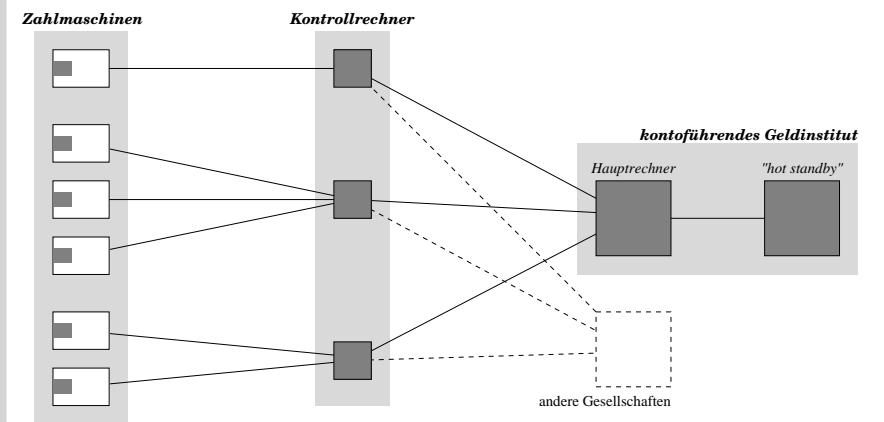 Zahlmaschinen
Kontrollrechner
kontoführendes Geldinstitut
Hauptrechner
"hot standby"
andere Gesellschaften